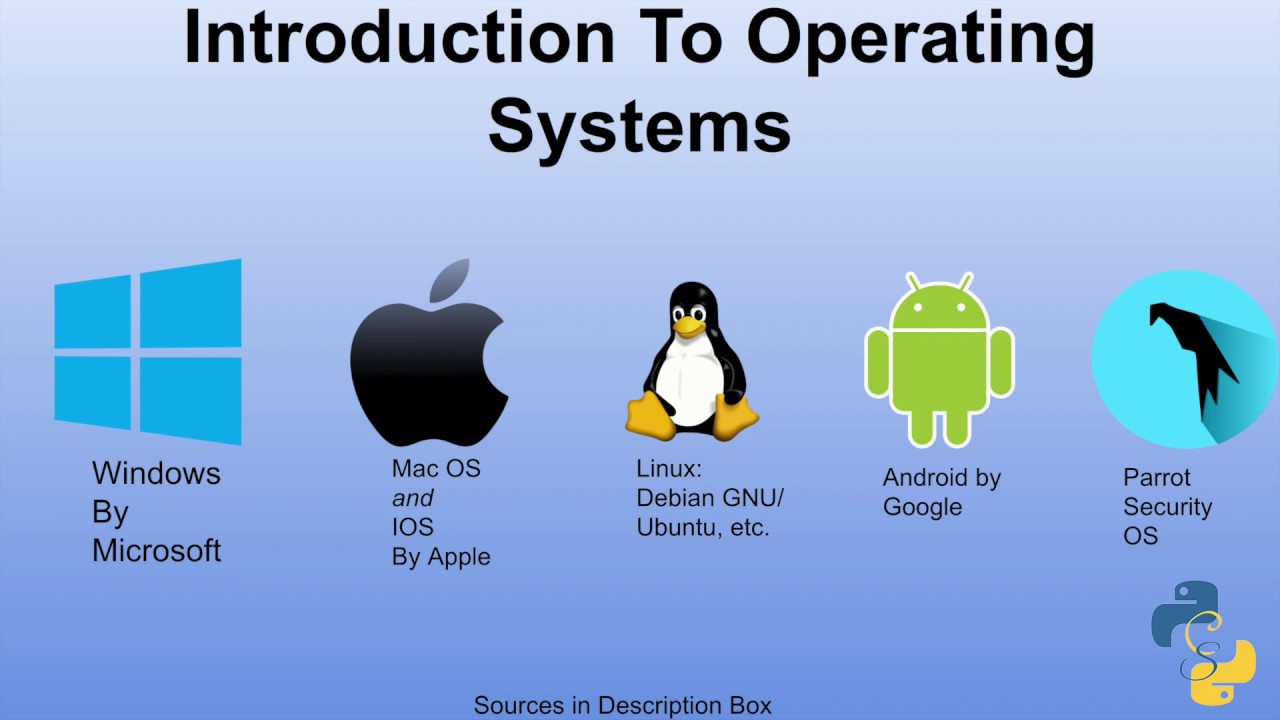 Introduction To Operating
Systems
Windows
By
Microsoft
Mac OS
and
IOS
By Apple
Linux:
Debian GNU/
Ubuntu, etc.
Android by
Google
Parrot
Security
OS
CS
Sources in Description Box